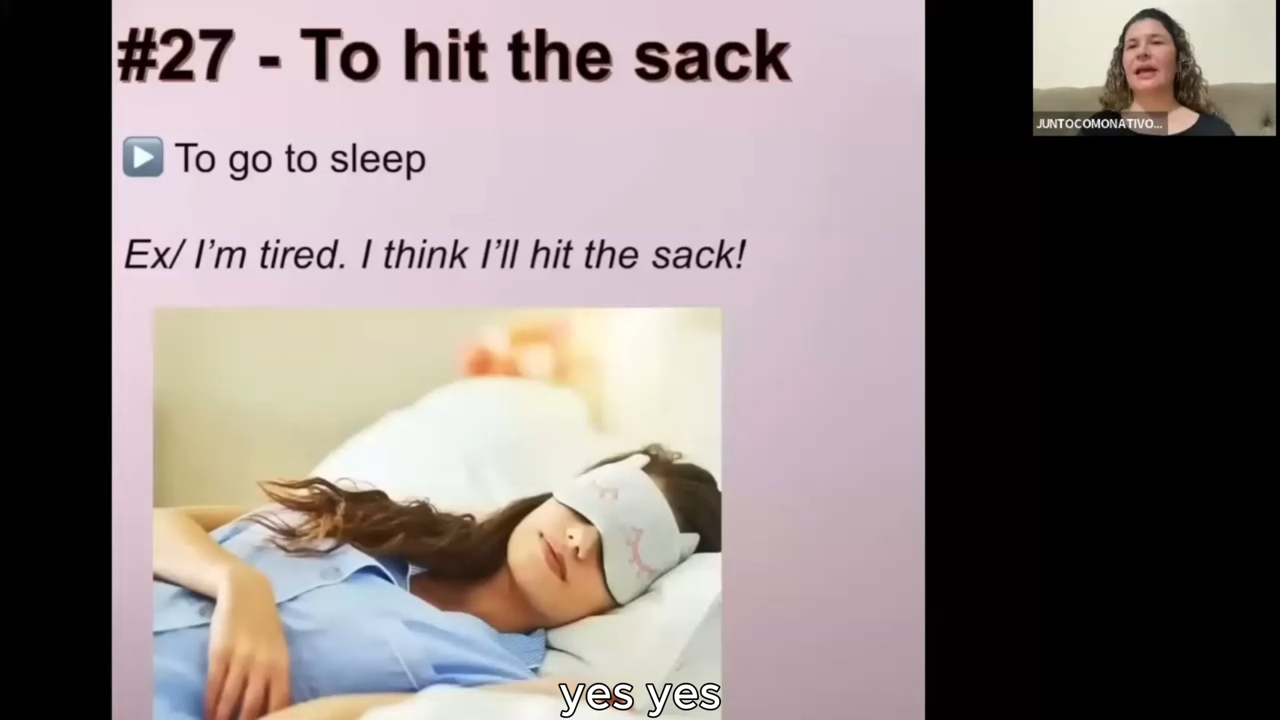 #27 - To hit the sack
JUNTOCOMONATIVO...
To go to sleep
Ex/ I'm tired. I think I'll hit the sack!
yes yes